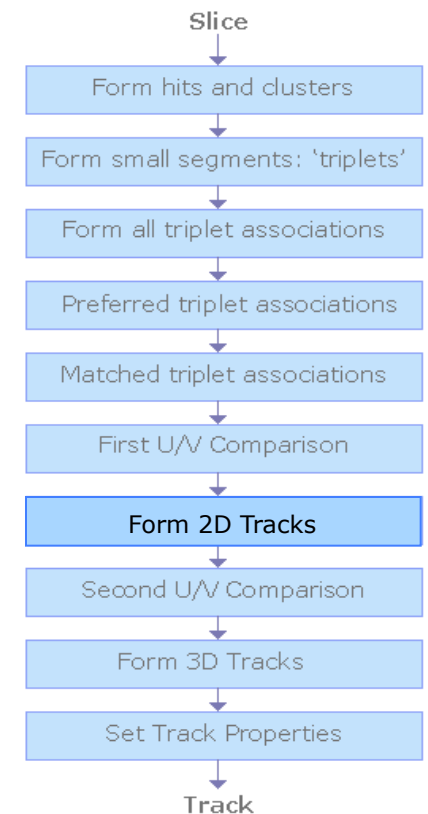 Slice
Form hits and clusters
Form small segments: ‘triplets’
Form all triplet associations
Preferred triplet associations
Matched triplet associations
First U/V Comparison
Form 2D Tracks
Second U/V Comparison
Form 3D Tracks
Set Track Properties
Track